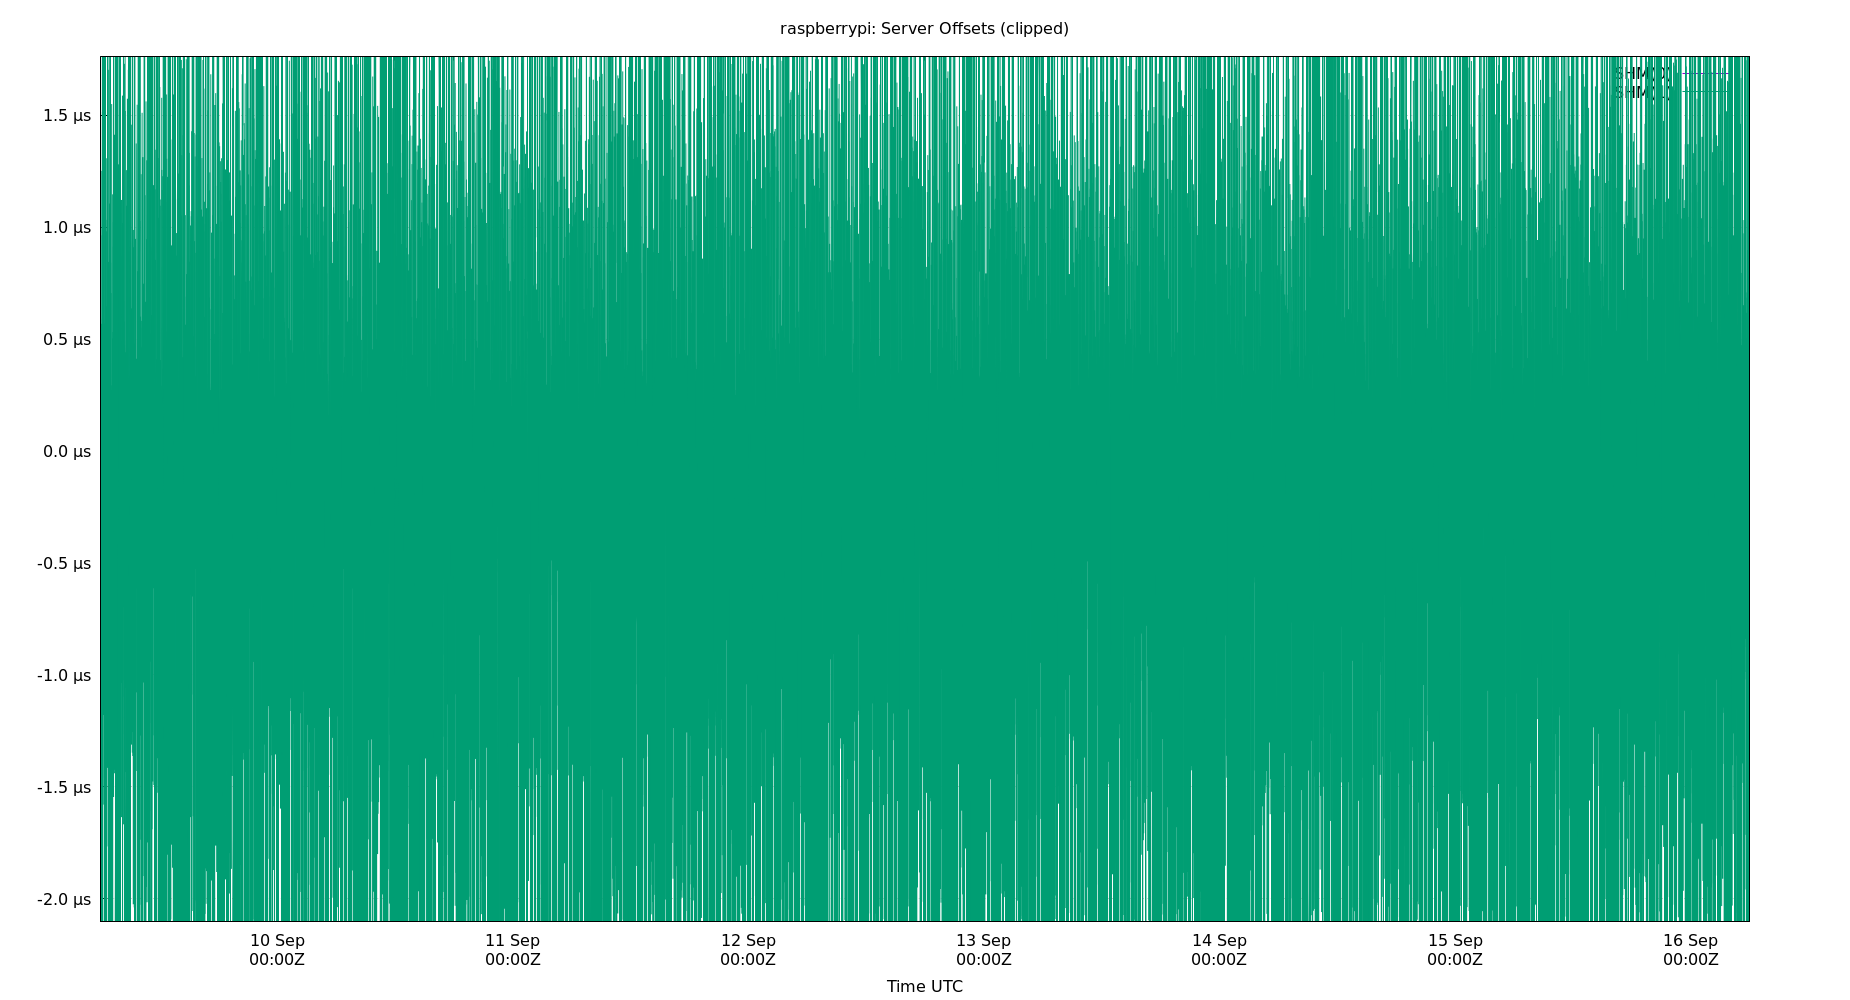 raspberrypi: Server Offsets (clipped)
SHM(0)
1.5 µs
1.0 µs
0.5 µs
0.0 µs
-0.5 µs
-1.0 µs
-1.5 µs
-2.0 µs
10 Sep 11 Sep 12 Sep 13 Sep 14 Sep 15 Sep 16 Sep
00:00Z 00:00Z 00:00Z 00:00Z 00:00Z 00:00Z 00:00Z
Time UTC